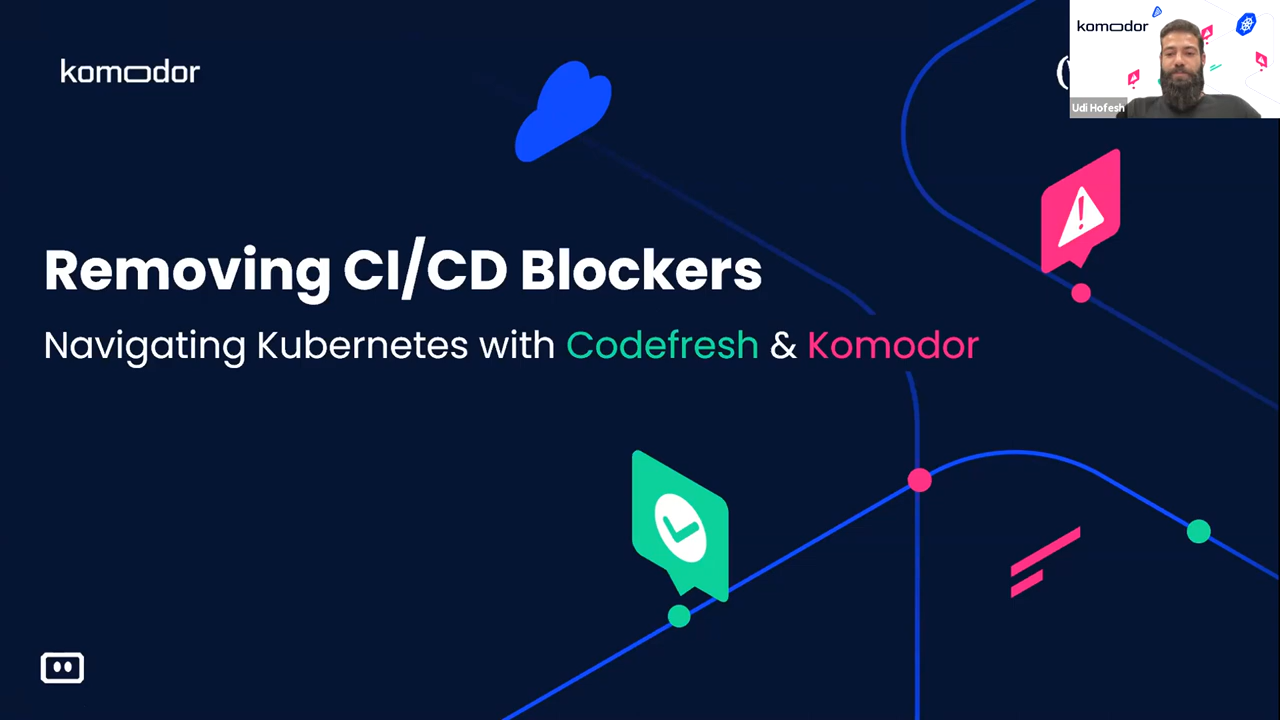 komodor
komodor
Udi Hofesh
Removing CI/CD Blockers
Navigating Kubernetes with Codefresh & Komodor